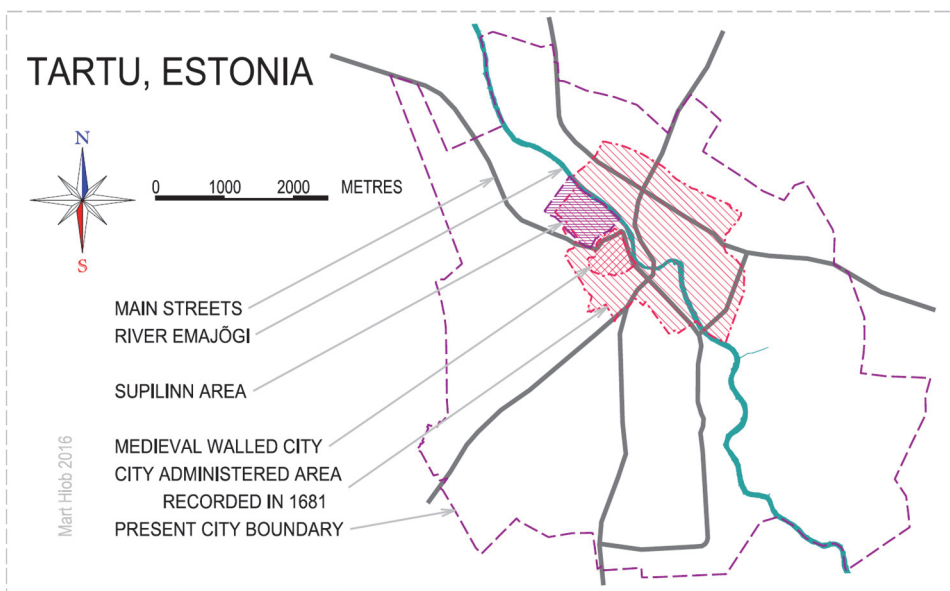 TARTU, ESTONIA
N
S
0 1000 2000 METRES
MAIN STREETS
RIVER EMAJÕGI
SUPILINN AREA
MEDIEVAL WALLED CITY
CITY ADMINISTERED AREA
RECORDED IN 1681
PRESENT CITY BOUNDARY
Mart Hiob 2016